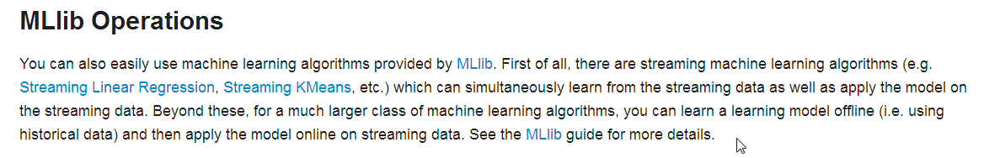 MLlib Operations
You can also easily use machine learning algorithms provided by MLlib. First of all, there are streaming machine learning algorithms (e.g.
Streaming Linear Regression, Streaming KMeans, etc.) which can simultaneously learn from the streaming data as well as apply the model on
the streaming data. Beyond these, for a much larger class of machine learning algorithms, you can learn a learning model offline (i.e. using
historical data) and then apply the model online on streaming data. See the MLlib guide for more details.